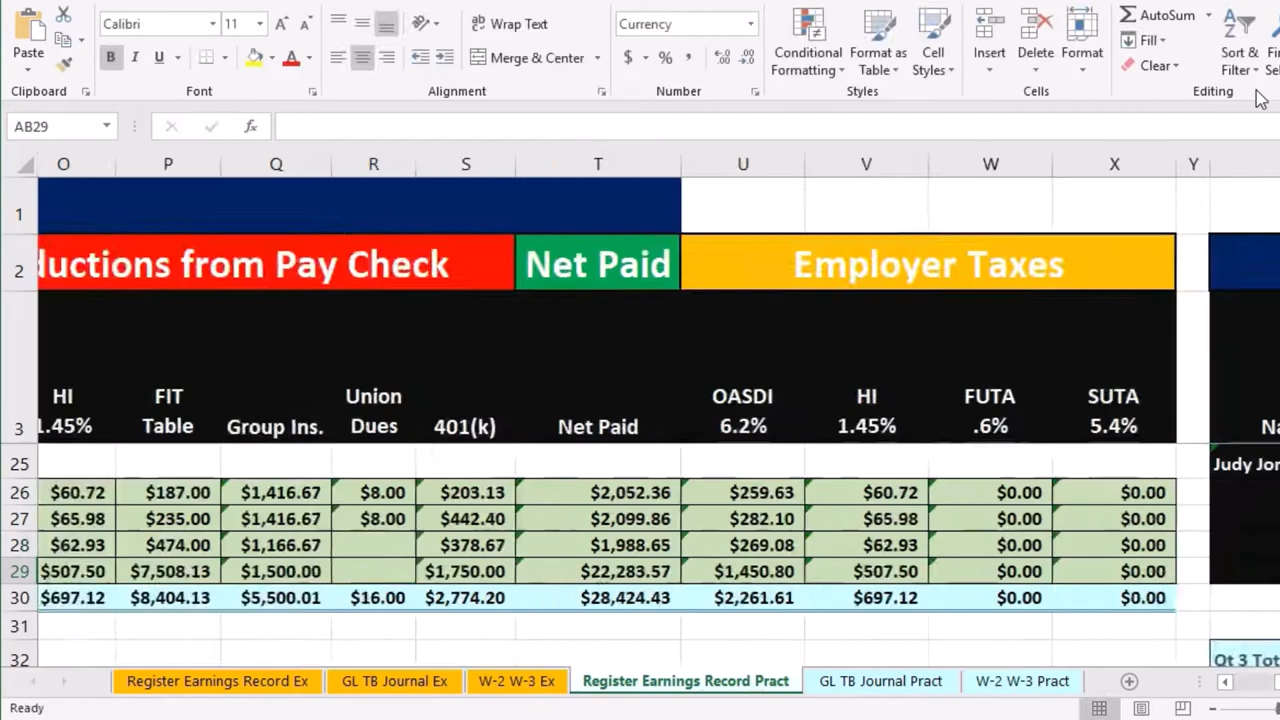 Calibri 11 Wrap Text Currency AutoSum
Paste Merge & Center Conditional Formatting Format as Table Cell Styles Insert Delete Format Fill Clear Sort & Filter
Clipboard Font Alignment Number Styles Cells Editing
AB29
O P Q R S T U V W X Y
1
2 ductions from Pay Check Net Paid Employer Taxes
HI FIT Union OASDI HI FUTA SUTA
3 1.45% Table Group Ins. Dues 401(k) Net Paid 6.2% 1.45% .6% 5.4%
25 Judy Jor
26 $60.72 $187.00 $1,416.67 $8.00 $203.13 $2,052.36 $259.63 $60.72 $0.00 $0.00
27 $65.98 $235.00 $1,416.67 $8.00 $442.40 $2,099.86 $282.10 $65.98 $0.00 $0.00
28 $62.93 $474.00 $1,166.67 $378.67 $1,988.65 $269.08 $62.93 $0.00 $0.00
29 $507.50 $7,508.13 $1,500.00 $1,750.00 $22,283.57 $1,450.80 $507.50 $0.00 $0.00
30 $697.12 $8,404.13 $5,500.01 $16.00 $2,774.20 $28,424.43 $2,261.61 $697.12 $0.00 $0.00
31
32 Qt 3 Tot
Register Earnings Record Ex GL TB Journal Ex W-2 W-3 Ex Register Earnings Record Pract GL TB Journal Pract W-2 W-3 Pract
Ready